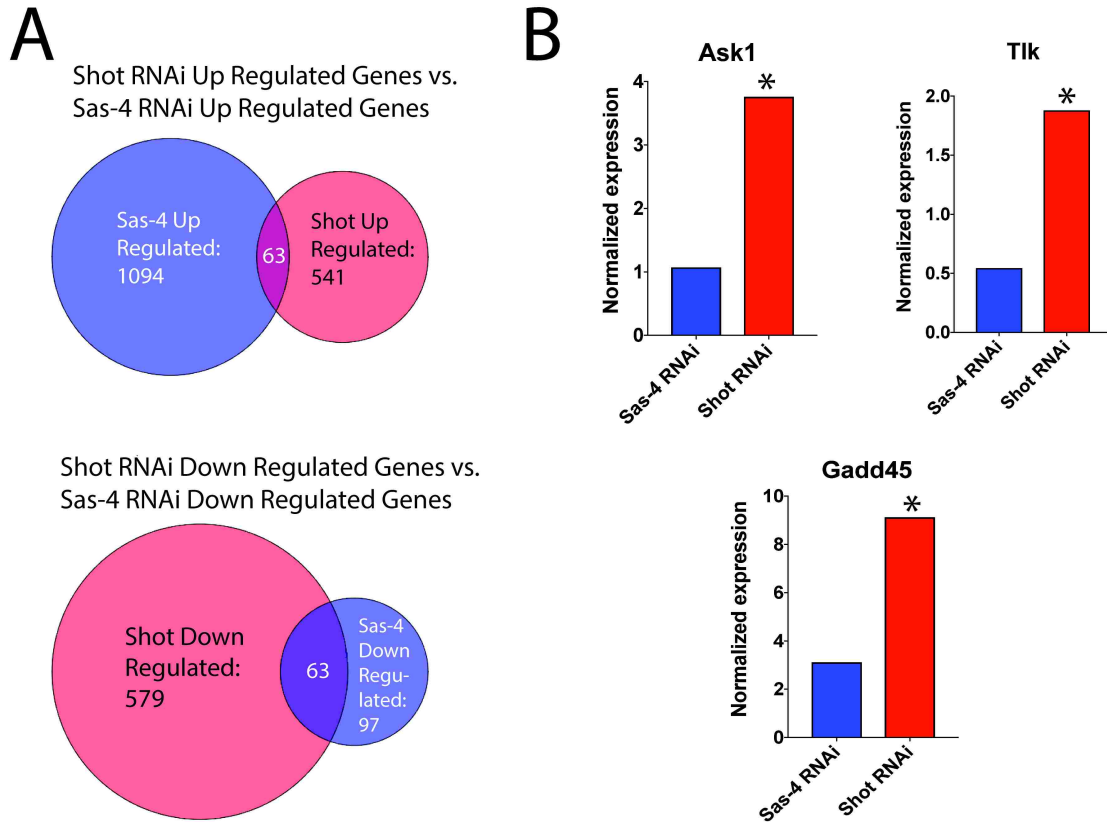 A
Shot RNAi Up Regulated Genes vs.
Sas-4 RNAi Up Regulated Genes
Sas-4 Up
Regulated:
1094
63
Shot Up
Regulated:
541
Shot RNAi Down Regulated Genes vs.
Sas-4 RNAi Down Regulated Genes
Shot Down
Regulated:
579
63
Sas-4
Down
Regu-
lated:
97
B
Ask1
Normalized expression
4
3
2
1
0
*
Sas-4 RNAi
Shot RNAi
Tlk
Normalized expression
2.0
1.5
1.0
0.5
0.0
*
Sas-4 RNAi
Shot RNAi
Gadd45
Normalized expression
10
8
6
4
2
0
*
Sas-4 RNAi
Shot RNAi